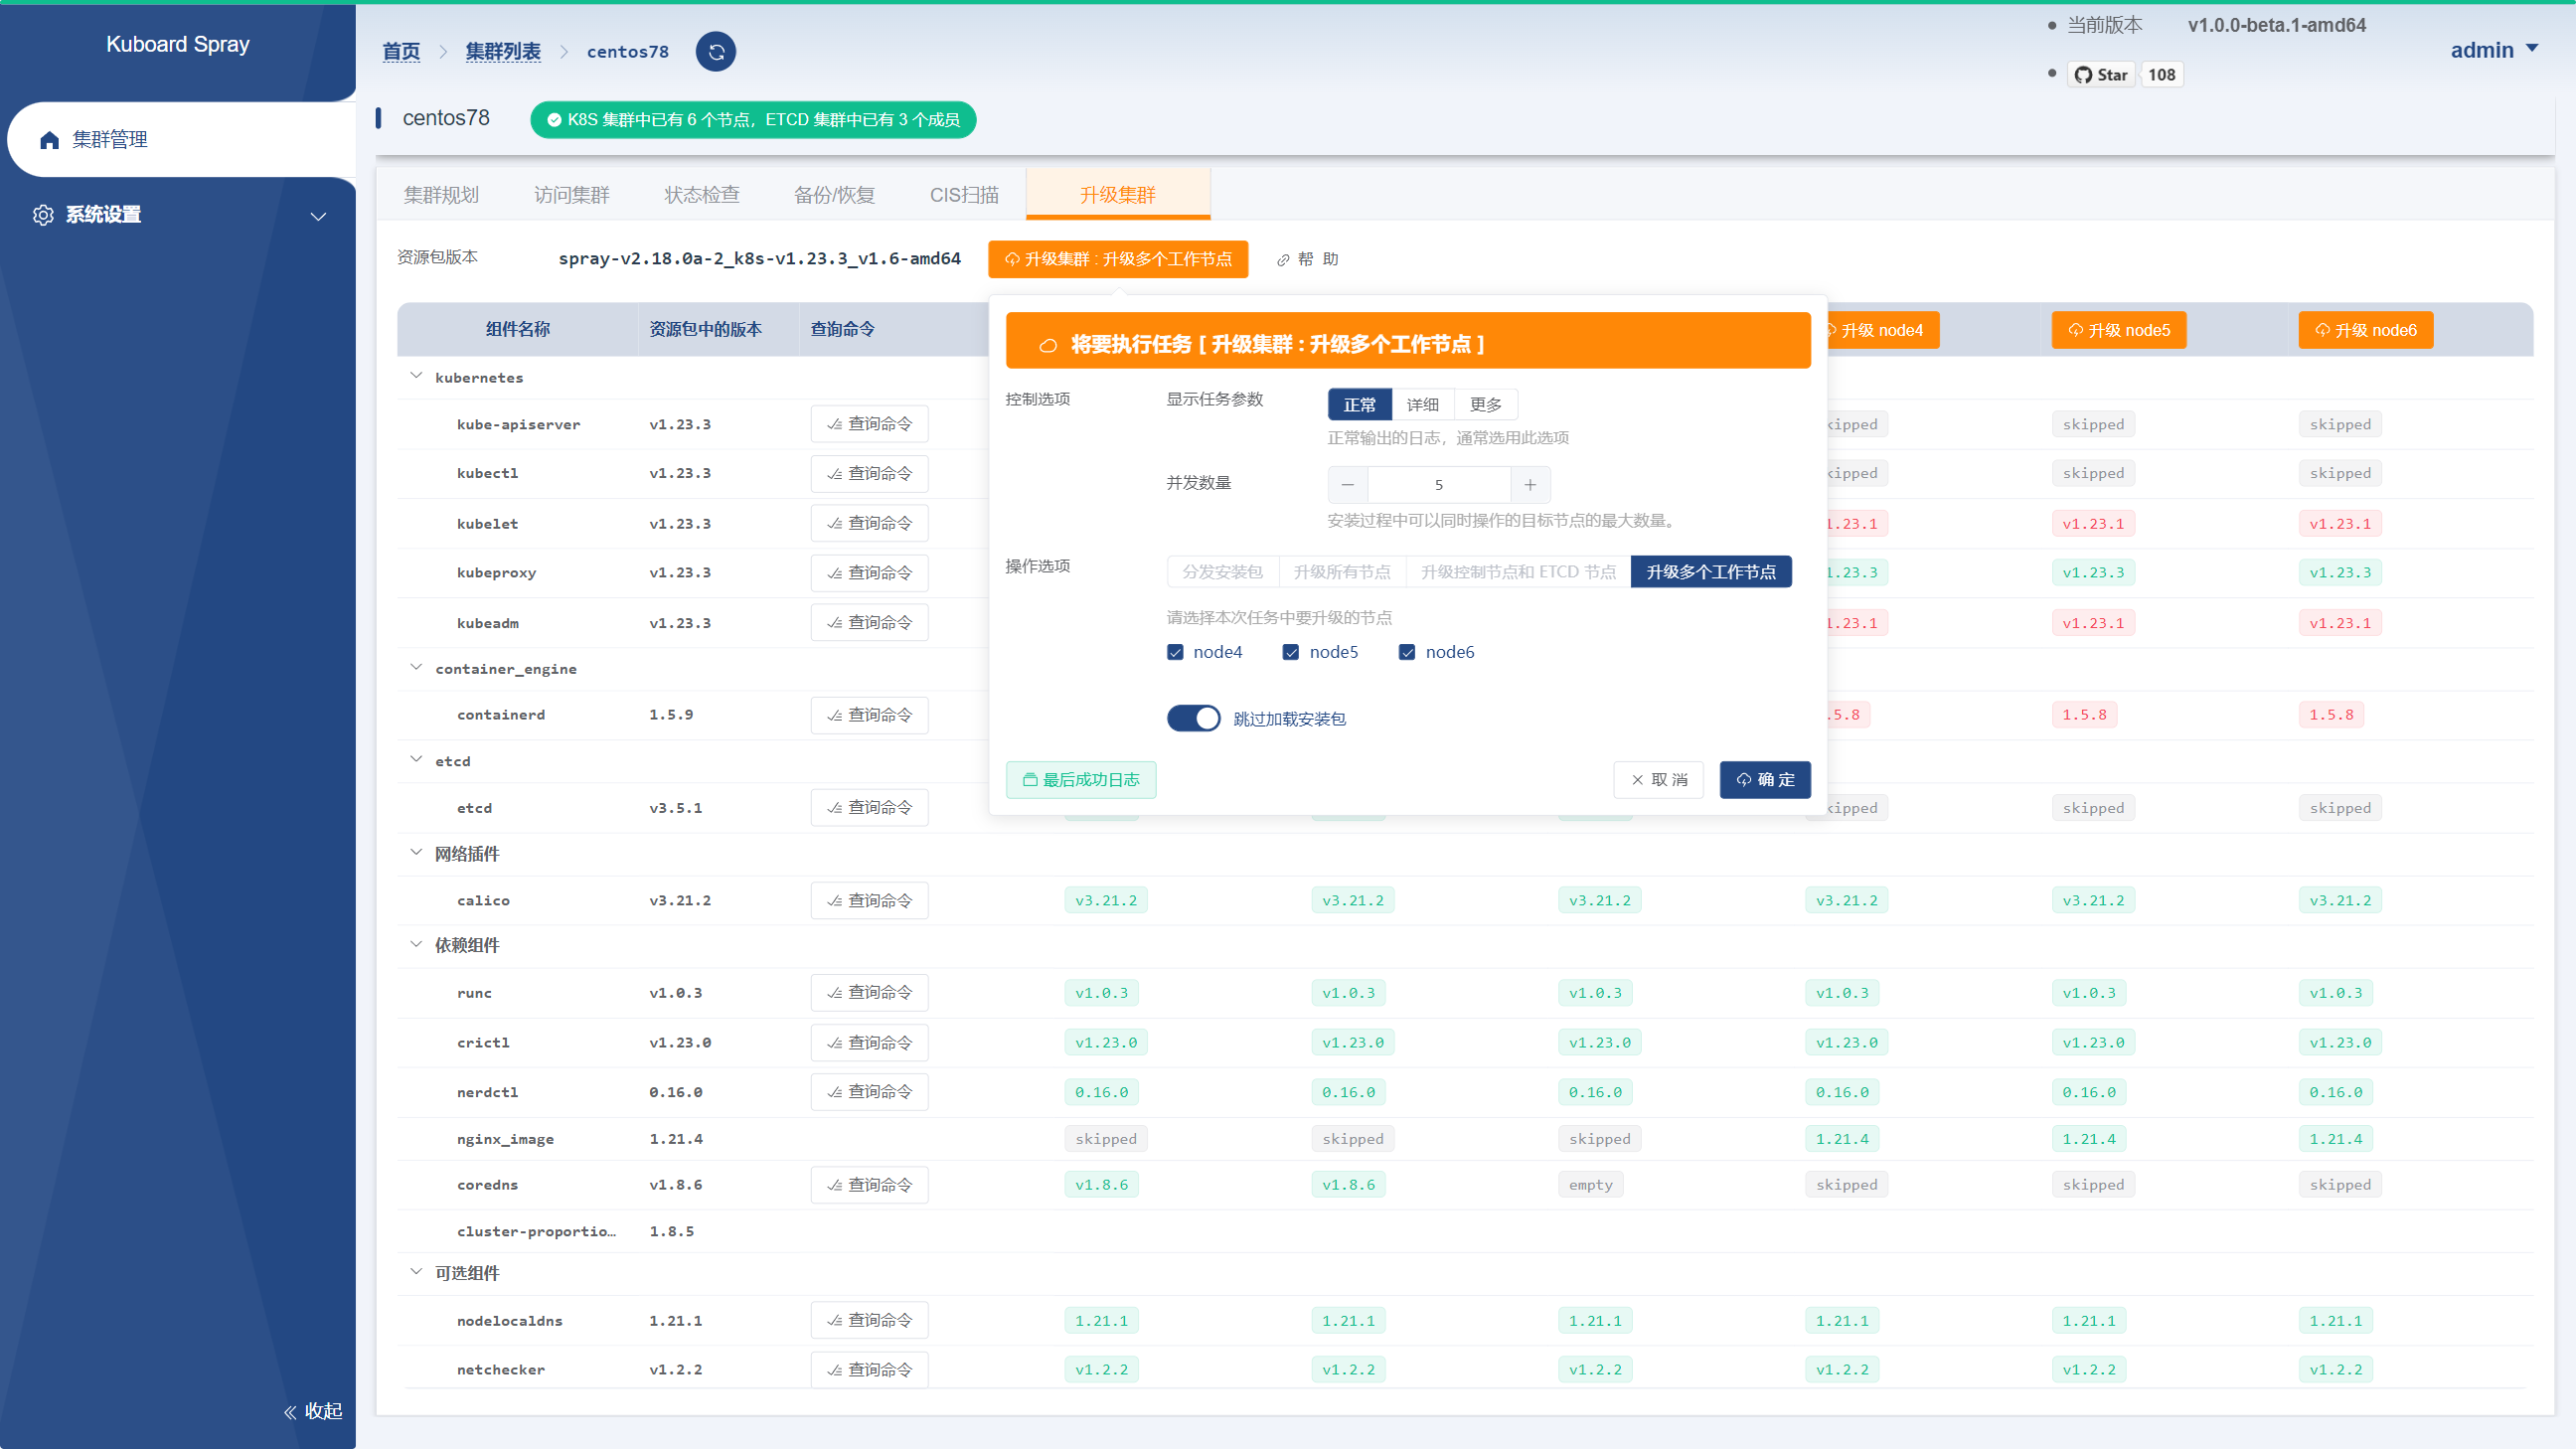 Kuboard Spray
集群管理
系统设置
收起
首页 集群列表 centos78
当前版本 v1.0.0-beta.1-amd64
Star 108
admin
centos78 K8S 集群中已有 6 个节点，ETCD 集群中已有 3 个成员
集群规划 访问集群 状态检查 备份/恢复 CIS扫描 升级集群
资源包版本 spray-v2.18.0a-2_k8s-v1.23.3_v1.6-amd64 升级集群 : 升级多个工作节点 帮 助
组件名称 资源包中的版本 查询命令 升级 node4 升级 node5 升级 node6
将要执行任务 [ 升级集群 : 升级多个工作节点 ]
控制选项 显示任务参数 正常 详细 更多
正常输出的日志，通常选用此选项
并发数量 5
安装过程中可以同时操作的目标节点的最大数量。
操作选项 分发安装包 升级所有节点 升级控制节点和 ETCD 节点 升级多个工作节点
请选择本次任务中要升级的节点
node4 node5 node6
跳过加载安装包
最后成功日志 取 消 确 定
kubernetes
kube-apiserver v1.23.3 查询命令 kipped skipped skipped
kubectl v1.23.3 查询命令 kipped skipped skipped
kubelet v1.23.3 查询命令 1.23.1 v1.23.1 v1.23.1
kubeproxy v1.23.3 查询命令 1.23.3 v1.23.3 v1.23.3
kubeadm v1.23.3 查询命令 1.23.1 v1.23.1 v1.23.1
container_engine
containerd 1.5.9 查询命令 .5.8 1.5.8 1.5.8
etcd
etcd v3.5.1 查询命令 kipped skipped skipped
网络插件
calico v3.21.2 查询命令 v3.21.2 v3.21.2 v3.21.2 v3.21.2 v3.21.2 v3.21.2
依赖组件
runc v1.0.3 查询命令 v1.0.3 v1.0.3 v1.0.3 v1.0.3 v1.0.3 v1.0.3
crictl v1.23.0 查询命令 v1.23.0 v1.23.0 v1.23.0 v1.23.0 v1.23.0 v1.23.0
nerdctl 0.16.0 查询命令 0.16.0 0.16.0 0.16.0 0.16.0 0.16.0 0.16.0
nginx_image 1.21.4 skipped skipped skipped 1.21.4 1.21.4 1.21.4
coredns v1.8.6 查询命令 v1.8.6 v1.8.6 empty skipped skipped skipped
cluster-proportio… 1.8.5
可选组件
nodelocaldns 1.21.1 查询命令 1.21.1 1.21.1 1.21.1 1.21.1 1.21.1 1.21.1
netchecker v1.2.2 查询命令 v1.2.2 v1.2.2 v1.2.2 v1.2.2 v1.2.2 v1.2.2